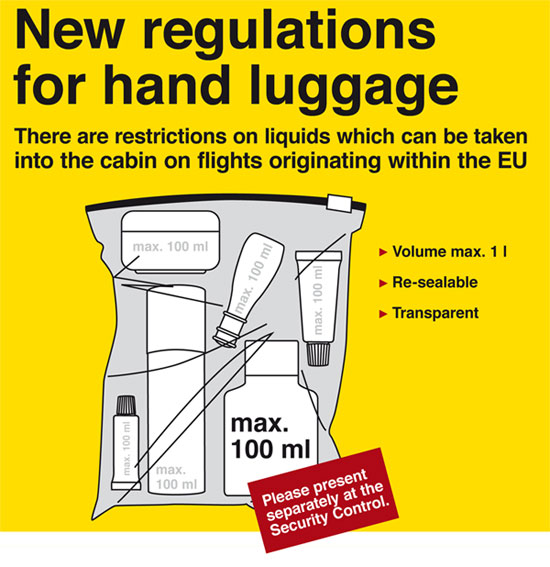 New regulations
for hand luggage
There are restrictions on liquids which can be taken
into the cabin on flights originating within the EU
max. 100 ml
max. 100 ml
max. 100 ml
max. 100 ml
max.
100 ml
max.
100 ml
Volume max. 1 l
Re-sealable
Transparent
Please present
separately at the
Security Control.